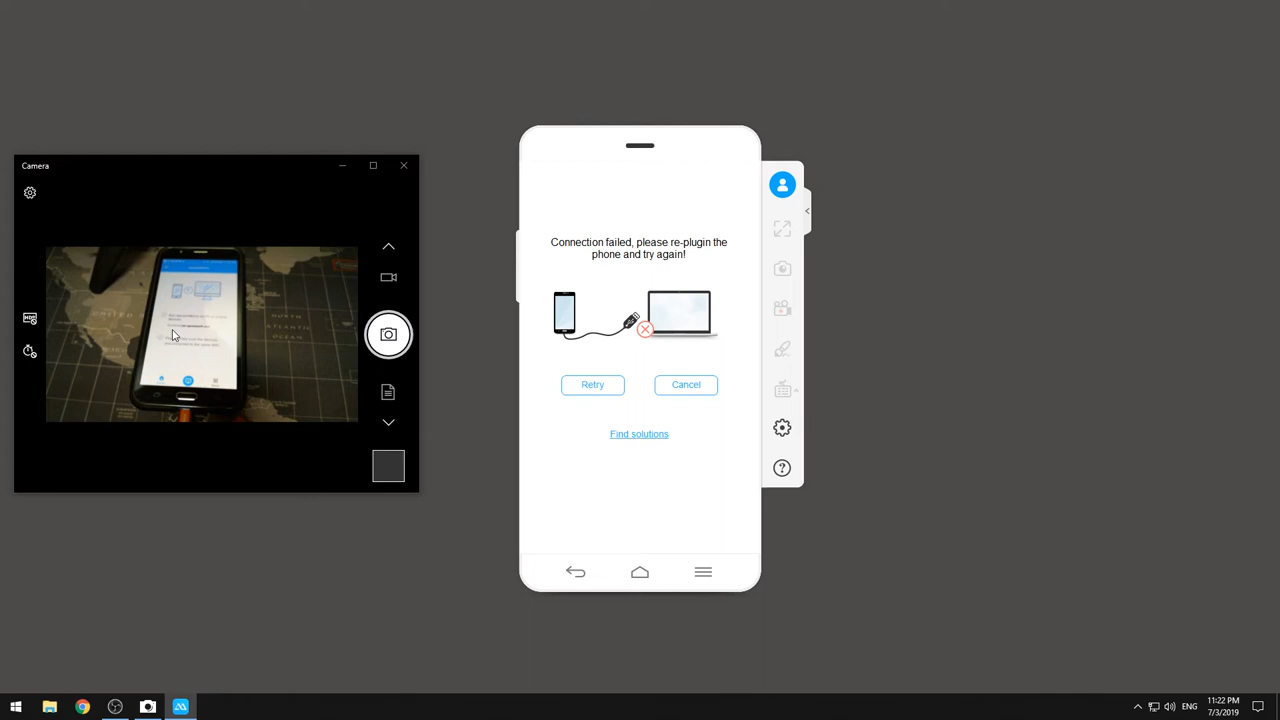 Camera
Connection failed, please re-plugin the
phone and try again!
Retry
Cancel
Find solutions
ENG
11:22 PM
7/3/2019